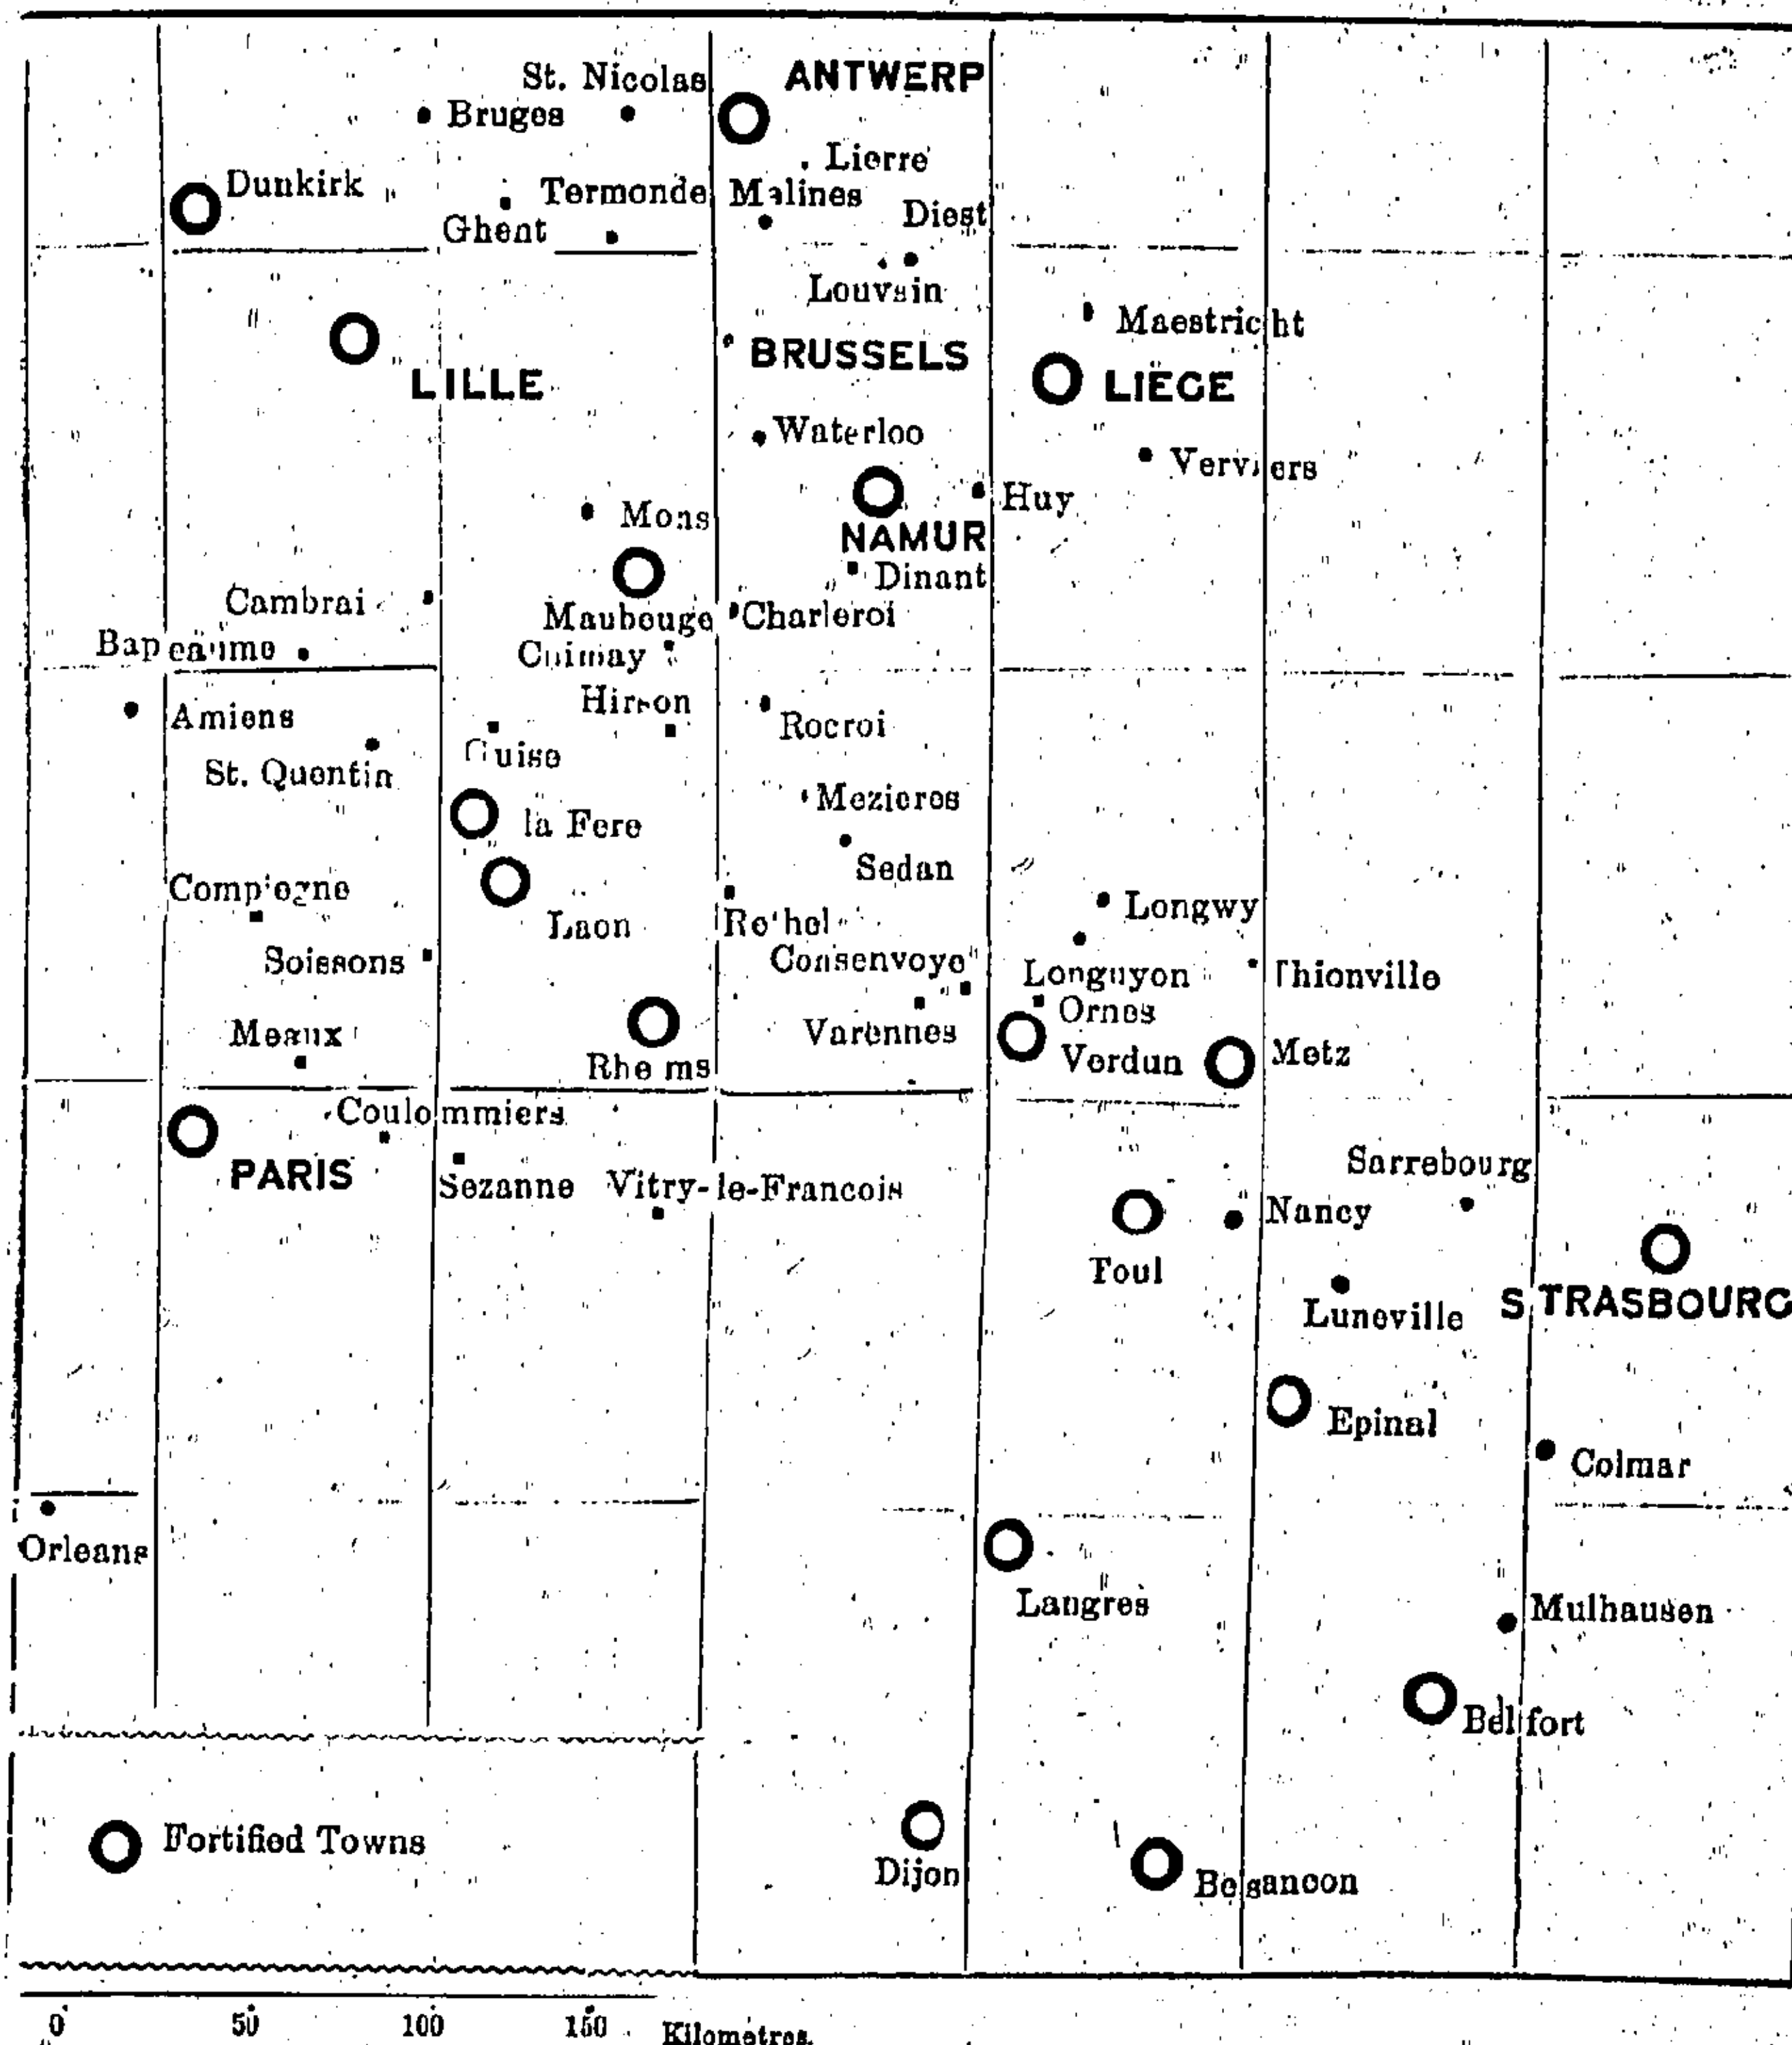 St. Nicolas ANTWERP
Bruges
Lierre
Dunkirk Termonde Malines
Diest
Ghent
Louvain
Maestricht
BRUSSELS
LILLE LIEGE
Waterloo
Verviers
Huy
Mons
NAMUR
Dinant
Cambrai
Maubouge Charleroi
Bapeaume Chimay
Hirson
Amiens Rocroi
Guise
St. Quentin
Mezieres
la Fere
Sedan
Compiegne
Longwy
Laon Rethel
Soissons Consenvoye
Longuyon Thionville
Ornes
Meaux Varennes
Verdun Metz
Rhems
Coulommiers
Sarrebourg
PARIS Sezanne Vitry-le-Francois
Nancy
Toul
Luneville STRASBOURG
Epinal
Colmar
Orleans
Langres
Mulhausen
Belfort
Fortified Towns
Dijon
Besancon
0 50 100 150 Kilometres.